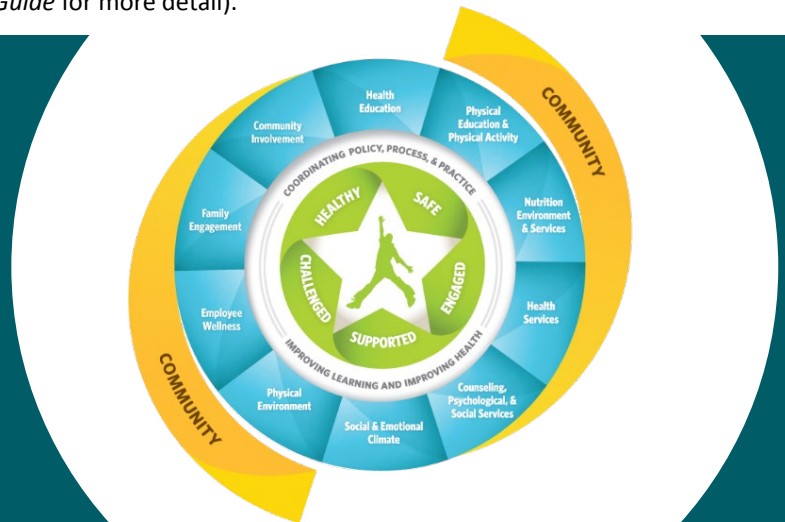 Guide for more detail).
COMMUNITY
Health
Education
Physical
Education &
Physical Activity
Nutrition
Environment
& Services
Health
Services
Counseling,
Psychological, &
Social Services
Social & Emotional
Climate
Physical
Environment
Employee
Wellness
Family
Engagement
Community
Involvement
COORDINATING POLICY, PROCESS, & PRACTICE
IMPROVING LEARNING AND IMPROVING HEALTH
HEALTHY
SAFE
ENGAGED
SUPPORTED
CHALLENGED
COMMUNITY